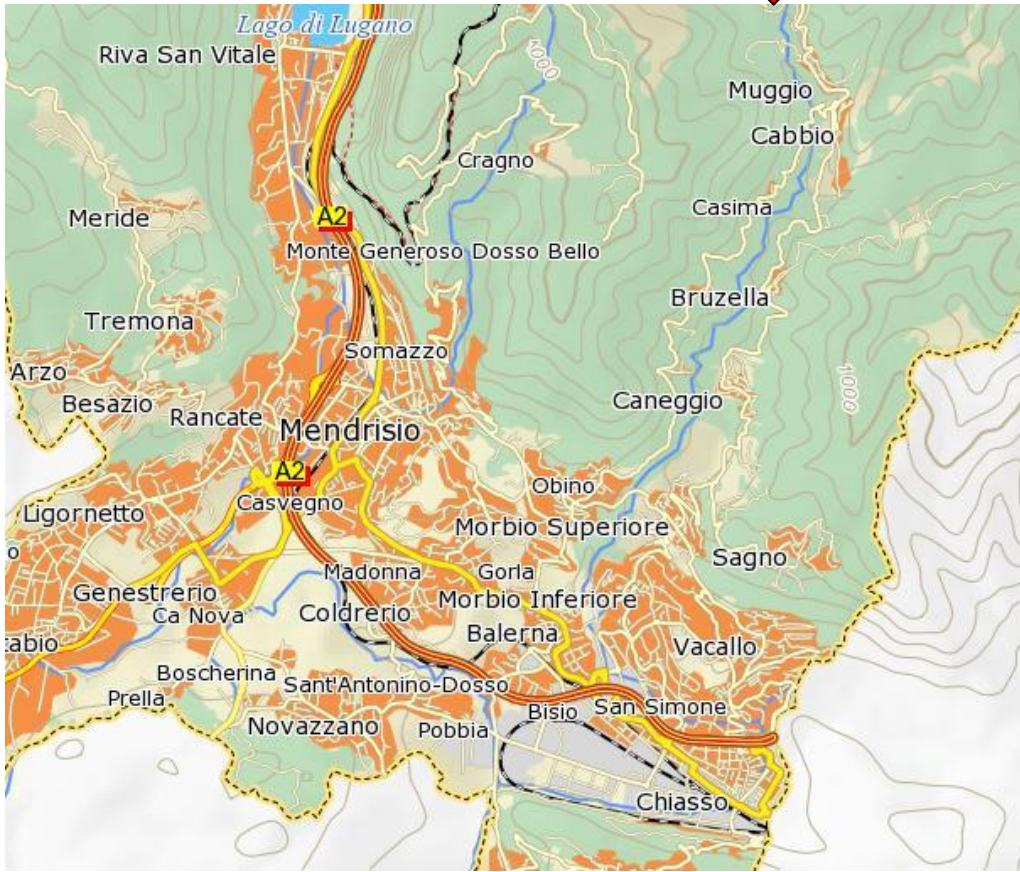 Lago di Lugano
Riva San Vitale
1000
Muggio
Cabbio
Cragno
Casima
Meride
A2
Monte Generoso Dosso Bello
Bruzella
Tremona
Somazzo
Arzo
1000
Besazio
Caneggio
Rancate
Mendrisio
A2
Obino
Casvegno
Ligornetto
Morbio Superiore
o
Sagno
Madonna
Gorla
Genestrerio
Morbio Inferiore
Ca Nova
Coldrerio
Balerna
tabio
Vacallo
Boscherina
Sant'Antonino-Dosso
Prella
San Simone
Bisio
Novazzano
Pobbia
Chiasso